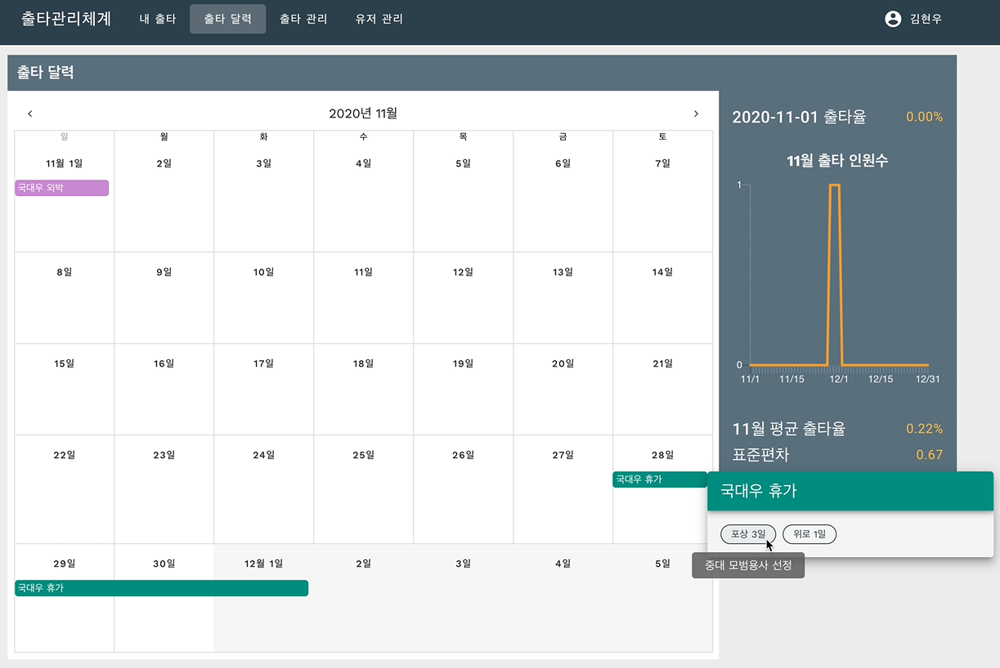 출타관리체계 내 출타 출타 달력 출타 관리 유저 관리 김현우
출타 달력
2020년 11월
일 월 화 수 목 금 토
11월 1일 2일 3일 4일 5일 6일 7일
국대우 외박
8일 9일 10일 11일 12일 13일 14일
15일 16일 17일 18일 19일 20일 21일
22일 23일 24일 25일 26일 27일 28일
국대우 휴가
29일 30일 12월 1일 2일 3일 4일 5일
국대우 휴가
2020-11-01 출타율 0.00%
11월 출타 인원수
1
0
11/1 11/15 12/1 12/15 12/31
11월 평균 출타율 0.22%
표준편차 0.67
국대우 휴가
포상 3일 위로 1일
중대 모범용사 선정